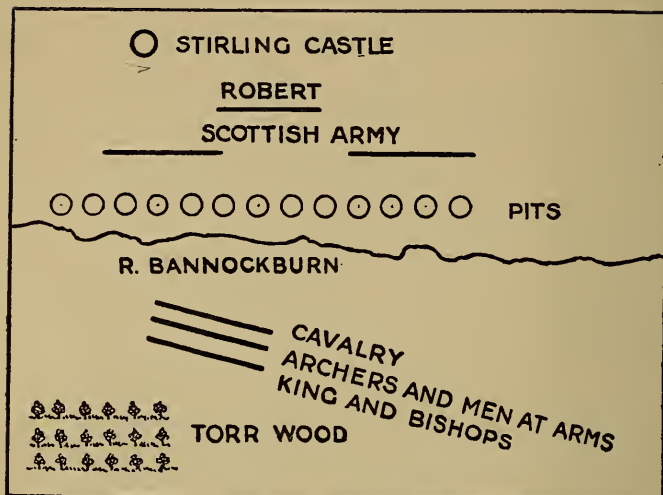 STIRLING CASTLE
ROBERT
SCOTTISH ARMY
PITS
R. BANNOCKBURN
CAVALRY
ARCHERS AND MEN AT ARMS
KING AND BISHOPS
TORR WOOD